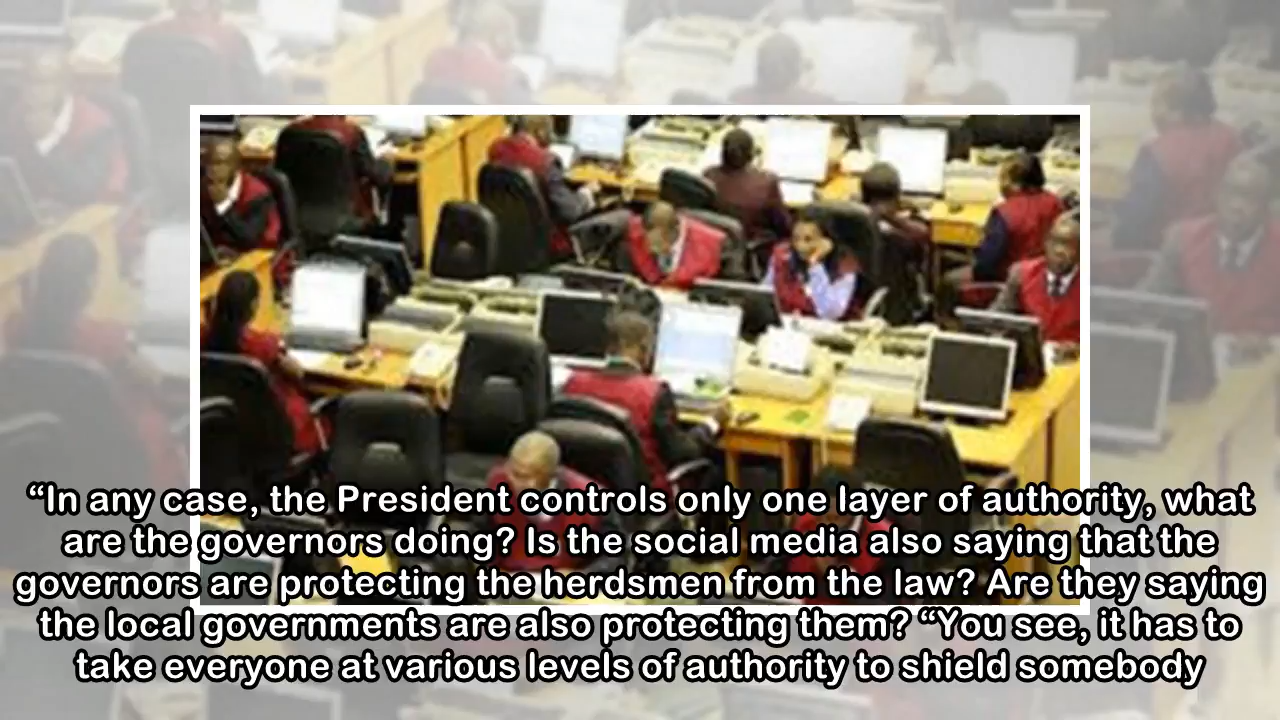 “In any case, the President controls only one layer of authority, what
are the governors doing? Is the social media also saying that the
governors are protecting the herdsmen from the law? Are they saying
the local governments are also protecting them? “You see, it has to
take everyone at various levels of authority to shield somebody